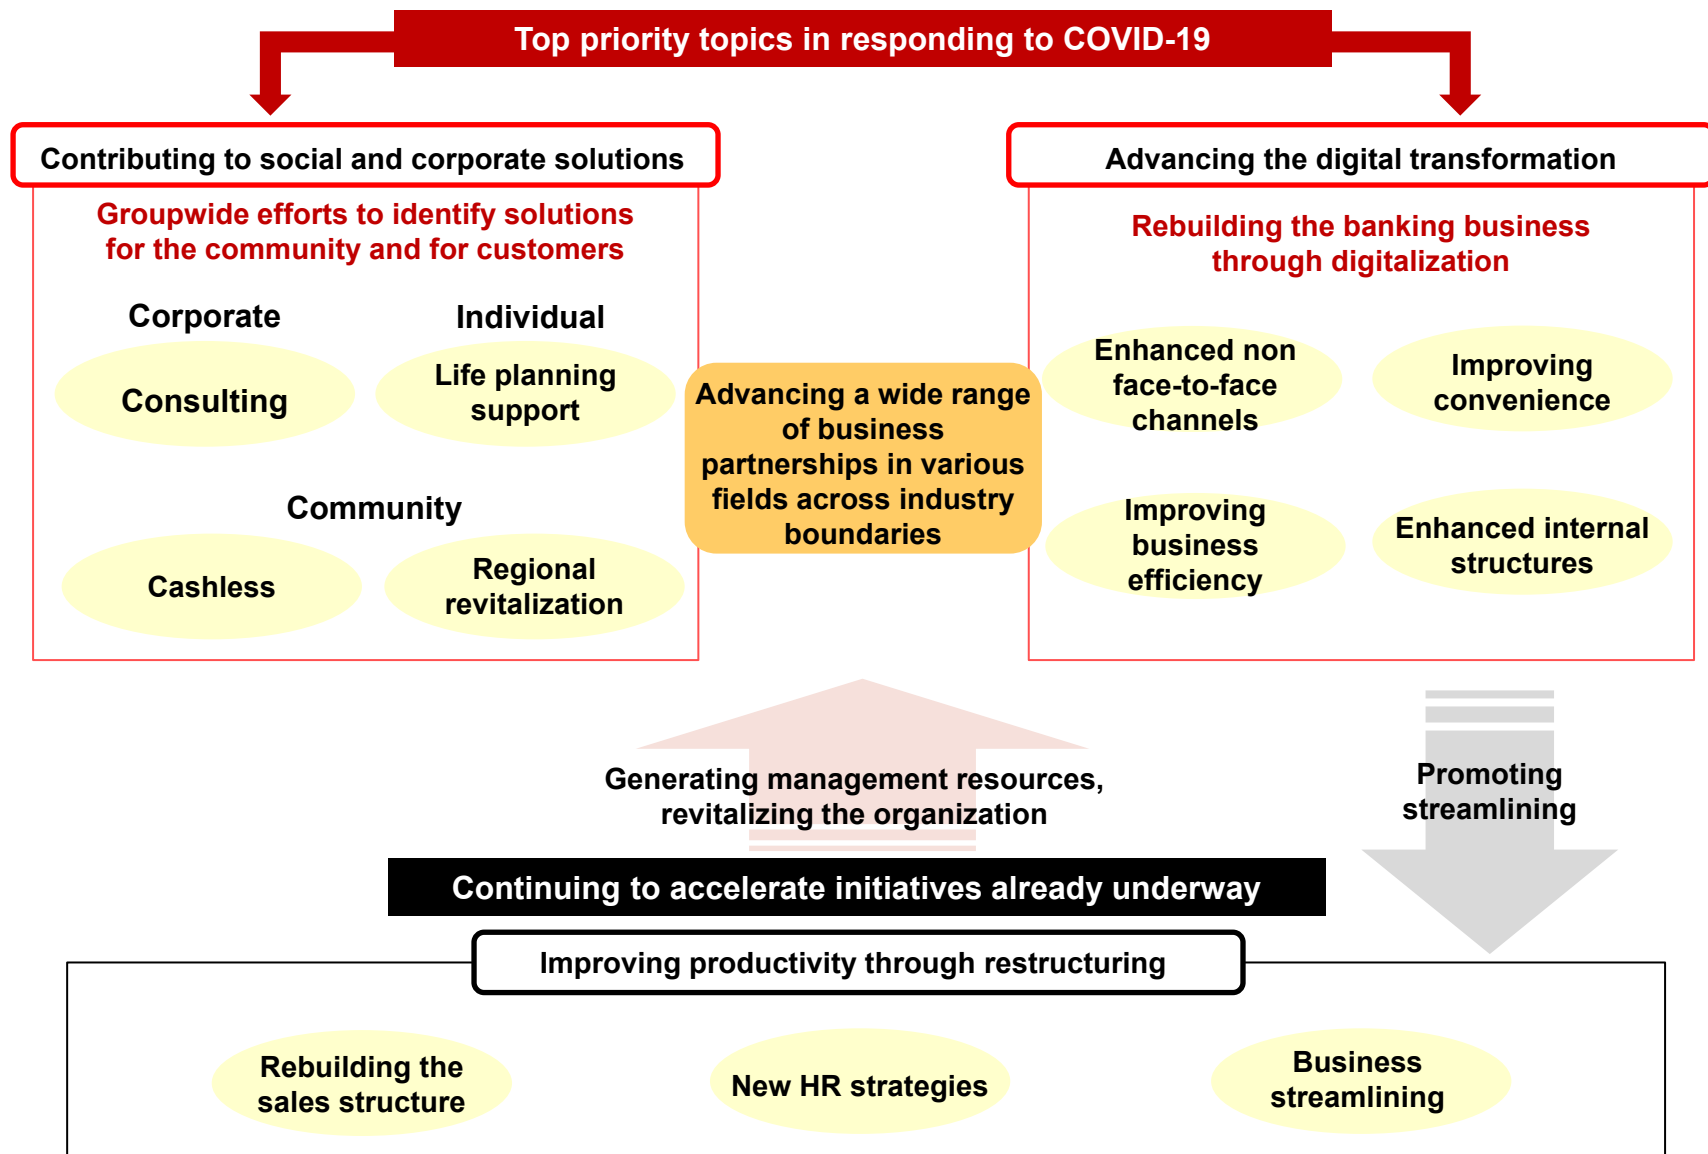 Top priority topics in responding to COVID-19
Contributing to social and corporate solutions
Groupwide efforts to identify solutions
for the community and for customers
Corporate
Individual
Consulting
Life planning
support
Community
Cashless
Regional
revitalization
Advancing a wide range
of business
partnerships in various
fields across industry
boundaries
Advancing the digital transformation
Rebuilding the banking business
through digitalization
Enhanced non
face-to-face
channels
Improving
convenience
Improving
business
efficiency
Enhanced internal
structures
Generating management resources,
revitalizing the organization
Promoting
streamlining
Continuing to accelerate initiatives already underway
Improving productivity through restructuring
Rebuilding the
sales structure
New HR strategies
Business
streamlining